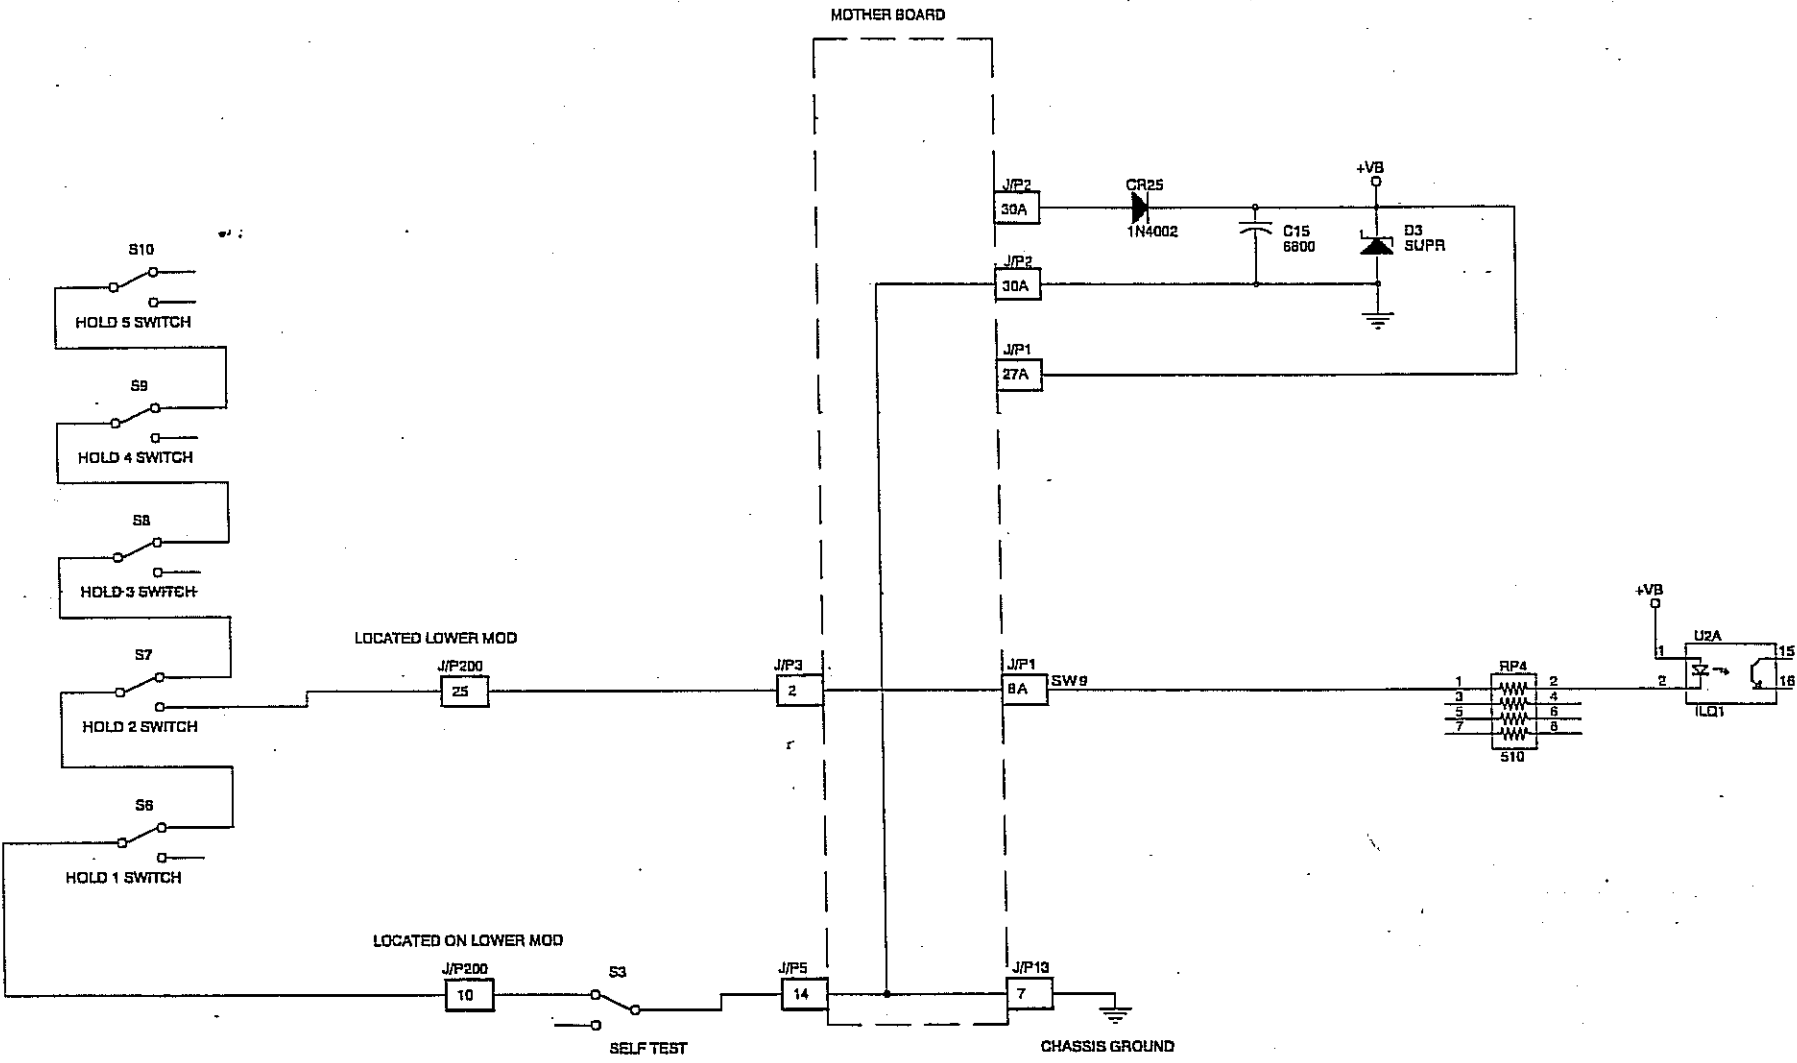 MOTHER BOARD
J/P2
30A
CR25
1N4002
+VB
C15
6800
D3
SUPR
J/P2
30A
J/P1
27A
S10
HOLD 5 SWITCH
S9
HOLD 4 SWITCH
S8
HOLD 3 SWITCH
S7
HOLD 2 SWITCH
S6
HOLD 1 SWITCH
LOCATED LOWER MOD
J/P200
25
J/P3
2
J/P1
8A
SW9
RP4
1 2
3 4
5 6
7 8
510
+VB
U2A
1 15
2 16
ILQ1
LOCATED ON LOWER MOD
J/P200
10
S3
SELF TEST
J/P5
14
J/P13
7
CHASSIS GROUND